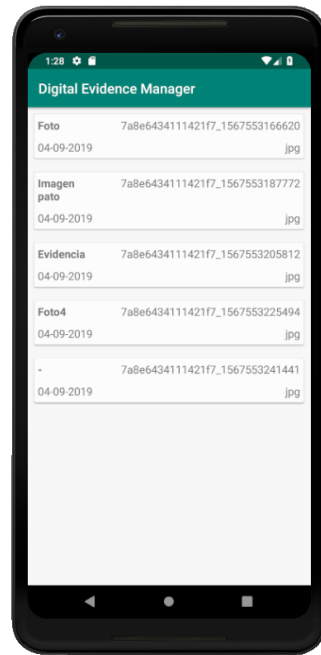 1:28
Digital Evidence Manager
Foto 7a8e6434111421f7_1567553166620
04-09-2019 jpg
Imagen 7a8e6434111421f7_1567553187772
pato
04-09-2019 jpg
Evidencia 7a8e6434111421f7_1567553205812
04-09-2019 jpg
Foto4 7a8e6434111421f7_1567553225494
04-09-2019 jpg
- 7a8e6434111421f7_1567553241441
04-09-2019 jpg